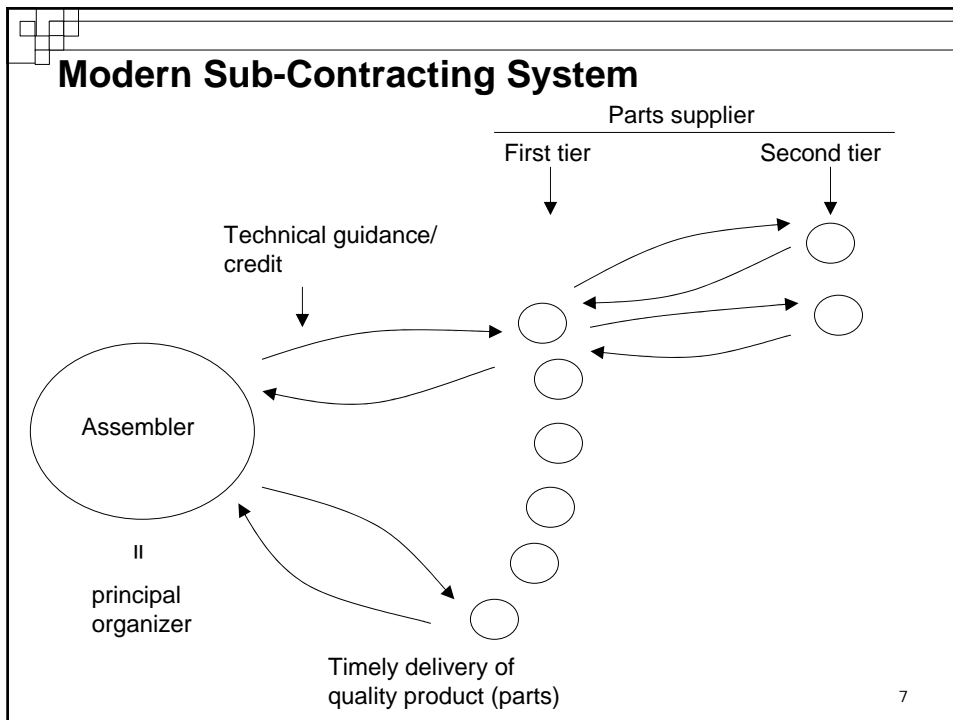 Modern Sub-Contracting System
Parts supplier
First tier
Second tier
Technical guidance/
credit
Assembler
=
principal
organizer
Timely delivery of
quality product (parts)
7